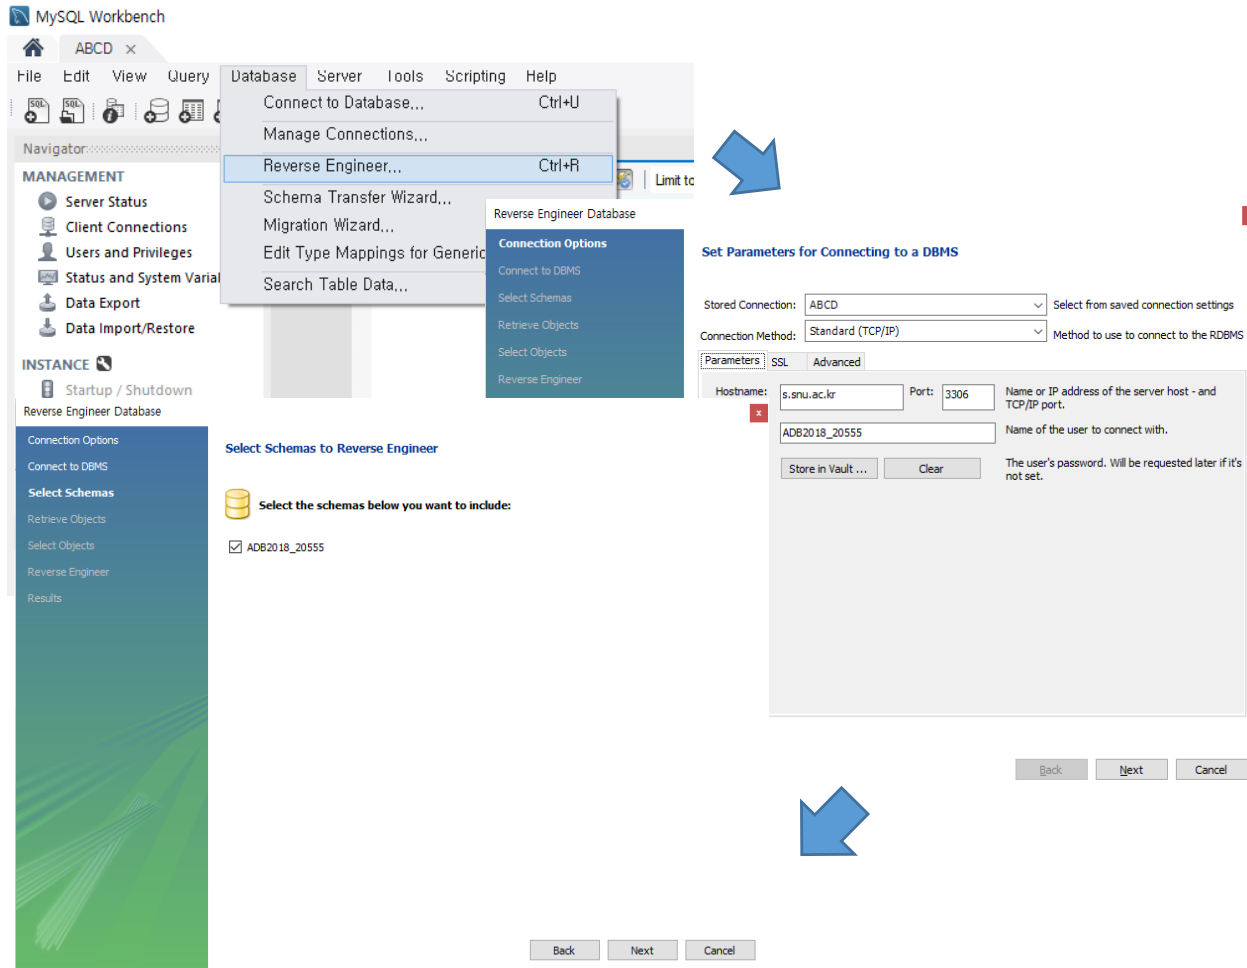 MySQL Workbench
ABCD ×
File Edit View Query Database Server Tools Scripting Help
SQL SQL
Connect to Database... Ctrl+U
Manage Connections...
Reverse Engineer... Ctrl+R
Schema Transfer Wizard...
Migration Wizard...
Edit Type Mappings for Generic
Search Table Data...
Limit to
Navigator
MANAGEMENT
Server Status
Client Connections
Users and Privileges
Status and System Varial
Data Export
Data Import/Restore
INSTANCE
Startup / Shutdown
Reverse Engineer Database
Connection Options
Connect to DBMS
Select Schemas
Retrieve Objects
Select Objects
Reverse Engineer
Set Parameters for Connecting to a DBMS
Stored Connection: ABCD Select from saved connection settings
Connection Method: Standard (TCP/IP) Method to use to connect to the RDBMS
Parameters SSL Advanced
Hostname: s.snu.ac.kr Port: 3306 Name or IP address of the server host - and
TCP/IP port.
ADB2018_20555 Name of the user to connect with.
Store in Vault ... Clear The user's password. Will be requested later if it's
not set.
Back Next Cancel
Reverse Engineer Database
x
Connection Options
Connect to DBMS
Select Schemas
Retrieve Objects
Select Objects
Reverse Engineer
Results
Select Schemas to Reverse Engineer
Select the schemas below you want to include:
ADB2018_20555
Back Next Cancel